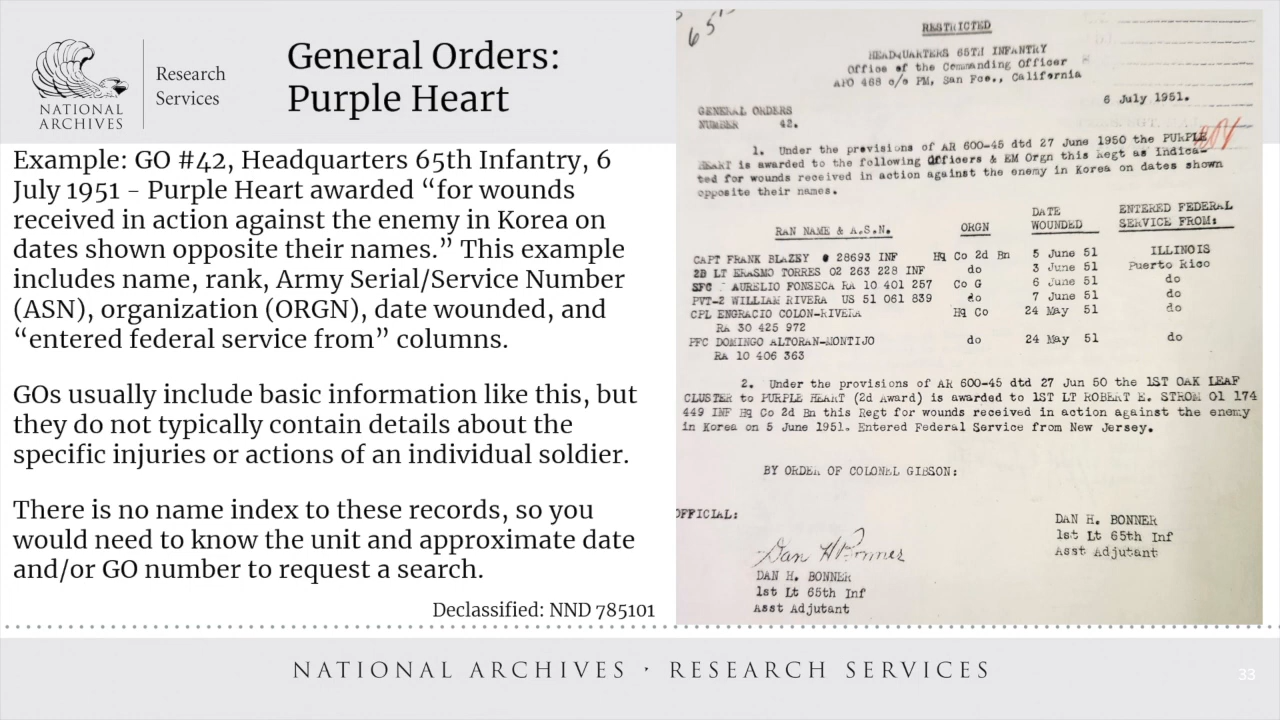 NATIONAL
ARCHIVES
Research
Services
General Orders:
Purple Heart
Example: GO #42, Headquarters 65th Infantry, 6
July 1951 – Purple Heart awarded “for wounds
received in action against the enemy in Korea on
dates shown opposite their names.” This example
includes name, rank, Army Serial/Service Number
(ASN), organization (ORGN), date wounded, and
“entered federal service from” columns.
GOs usually include basic information like this, but
they do not typically contain details about the
specific injuries or actions of an individual soldier.
There is no name index to these records, so you
would need to know the unit and approximate date
and/or GO number to request a search.
Declassified: NND 785101
65
RESTRICTED
HEADQUARTERS 65TH INFANTRY
Office of the Commanding Officer
APO 468 c/o PM, San Fco., California
6 July 1951.
GENERAL ORDERS
NUMBER 42.
1. Under the provisions of AR 600-45 dtd 27 June 1950 the PURPLE
HEART is awarded to the following Officers & EM Orgn this Regt as indica-
ted for wounds received in action against the enemy in Korea on dates shown
opposite their names.
RAN NAME & A.S.N. ORGN DATE WOUNDED ENTERED FEDERAL SERVICE FROM:
CAPT FRANK BLAZEY 28693 INF Hq Co 2d Bn 5 June 51 ILLINOIS
2D LT ERASMO TORRES O2 263 228 INF do 3 June 51 Puerto Rico
SFC AURELIO FONSECA RA 10 401 257 Co G 6 June 51 do
PVT-2 WILLIAM RIVERA US 51 061 839 do 7 June 51 do
CPL ENGRACIO COLON-RIVERA Hq Co 24 May 51 do
RA 30 425 972
PFC DOMINGO ALTORAN-MONTIJO do 24 May 51 do
RA 10 406 363
2. Under the provisions of AR 600-45 dtd 27 Jun 50 the 1ST OAK LEAF
CLUSTER to PURPLE HEART (2d Award) is awarded to 1ST LT ROBERT E. STROM O1 174
449 INF Hq Co 2d Bn this Regt for wounds received in action against the enemy
in Korea on 5 June 1951. Entered Federal Service from New Jersey.
BY ORDER OF COLONEL GIBSON:
OFFICIAL:
DAN H. BONNER
1st Lt 65th Inf
Asst Adjutant
Dan H Bonner
DAN H. BONNER
1st Lt 65th Inf
Asst Adjutant
NATIONAL ARCHIVES · RESEARCH SERVICES
33